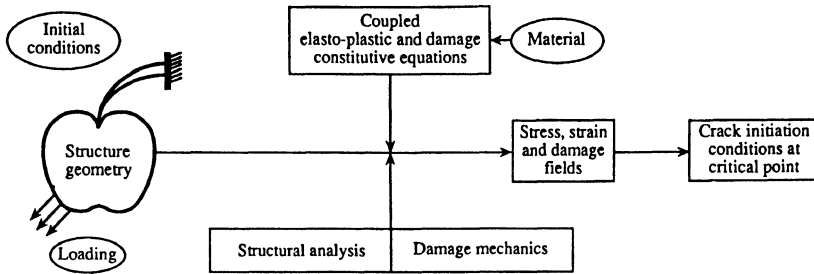 Initial
conditions
Coupled
elasto-plastic and damage
constitutive equations
Material
Structure
geometry
Stress, strain
and damage
fields
Crack initiation
conditions at
critical point
Loading
Structural analysis
Damage mechanics